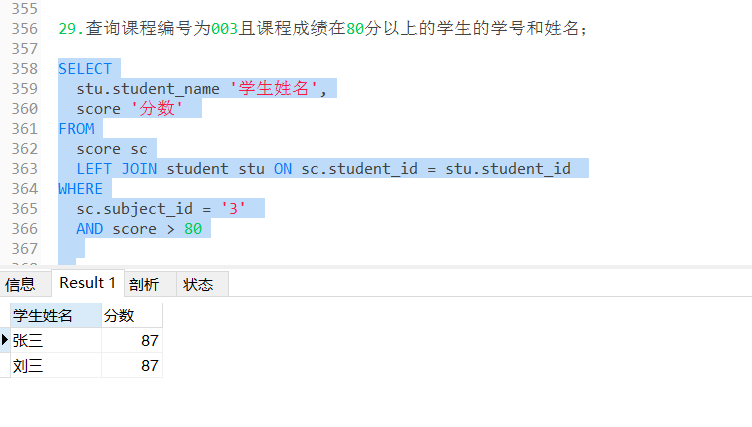 355
356 29.查询课程编号为003且课程成绩在80分以上的学生的学号和姓名;
357
358 SELECT
359 stu.student_name '学生姓名',
360 score '分数'
361 FROM
362 score sc
363 LEFT JOIN student stu ON sc.student_id = stu.student_id
364 WHERE
365 sc.subject_id = '3'
366 AND score > 80
367
信息 Result 1 剖析 状态
学生姓名 分数
张三 87
刘三 87